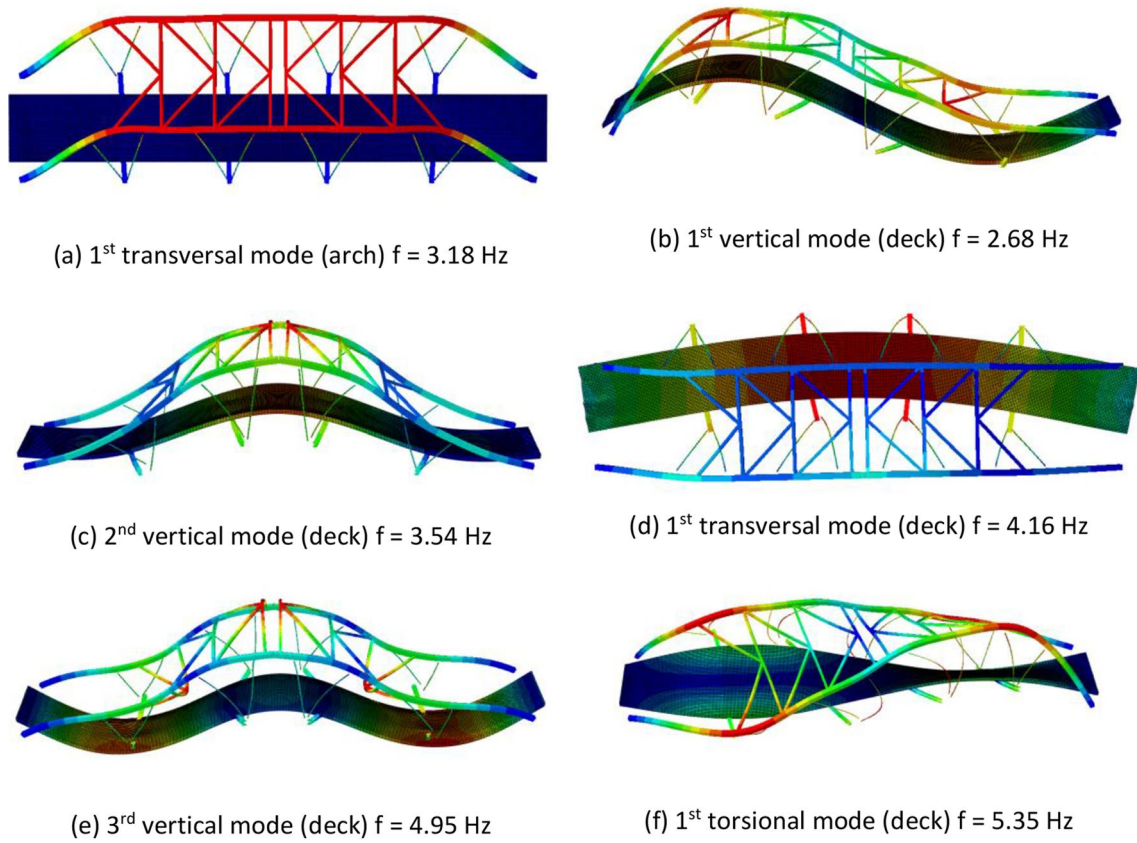 (a) 1st transversal mode (arch) f = 3.18 Hz
(b) 1st vertical mode (deck) f = 2.68 Hz
(c) 2nd vertical mode (deck) f = 3.54 Hz
(d) 1st transversal mode (deck) f = 4.16 Hz
(e) 3rd vertical mode (deck) f = 4.95 Hz
(f) 1st torsional mode (deck) f = 5.35 Hz